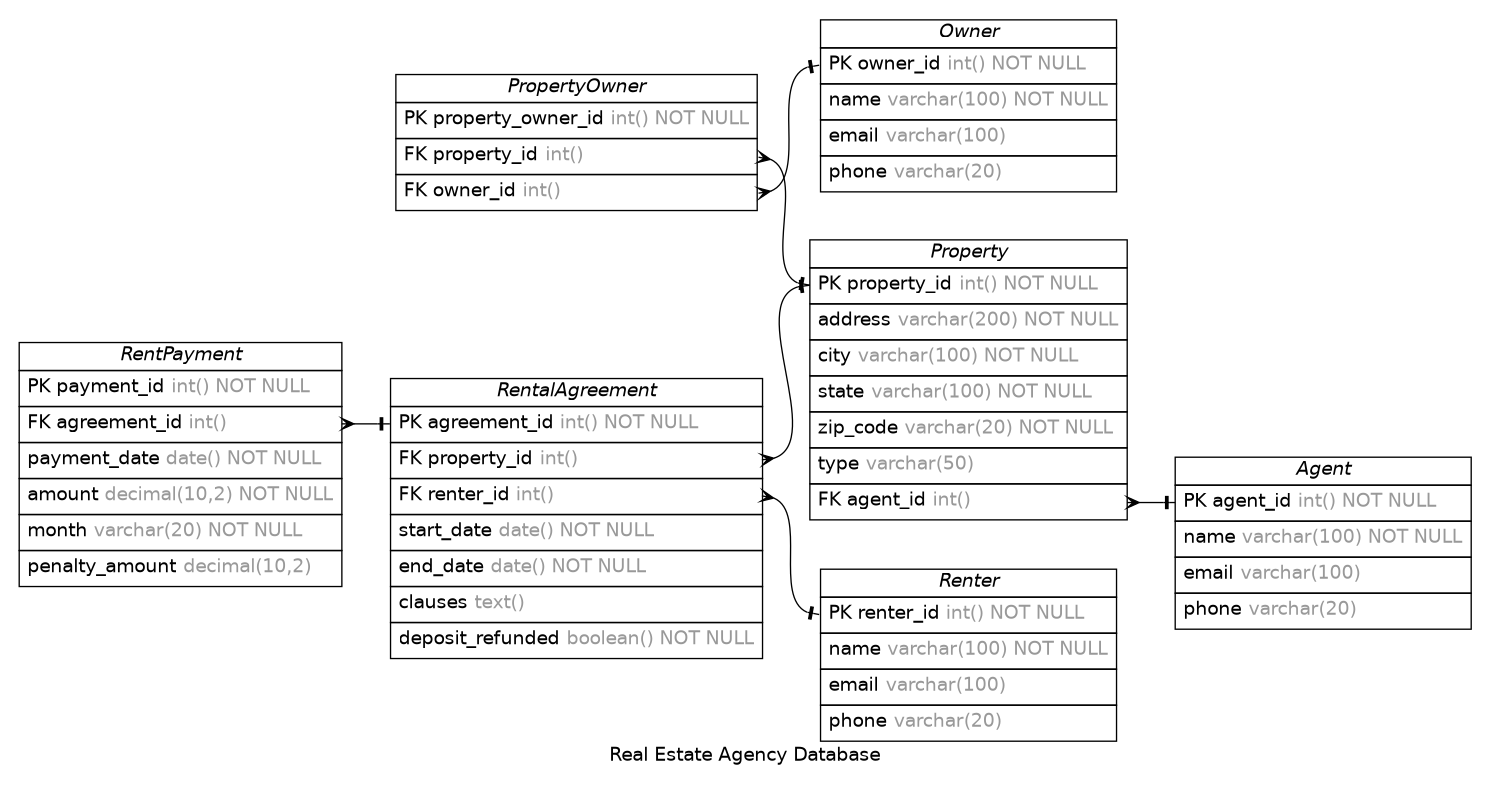 Owner
PK owner_id int() NOT NULL
name varchar(100) NOT NULL
email varchar(100)
phone varchar(20)
PropertyOwner
PK property_owner_id int() NOT NULL
FK property_id int()
FK owner_id int()
Property
PK property_id int() NOT NULL
address varchar(200) NOT NULL
city varchar(100) NOT NULL
state varchar(100) NOT NULL
zip_code varchar(20) NOT NULL
type varchar(50)
FK agent_id int()
RentPayment
PK payment_id int() NOT NULL
FK agreement_id int()
payment_date date() NOT NULL
amount decimal(10,2) NOT NULL
month varchar(20) NOT NULL
penalty_amount decimal(10,2)
RentalAgreement
PK agreement_id int() NOT NULL
FK property_id int()
FK renter_id int()
start_date date() NOT NULL
end_date date() NOT NULL
clauses text()
deposit_refunded boolean() NOT NULL
Agent
PK agent_id int() NOT NULL
name varchar(100) NOT NULL
email varchar(100)
phone varchar(20)
Renter
PK renter_id int() NOT NULL
name varchar(100) NOT NULL
email varchar(100)
phone varchar(20)
Real Estate Agency Database